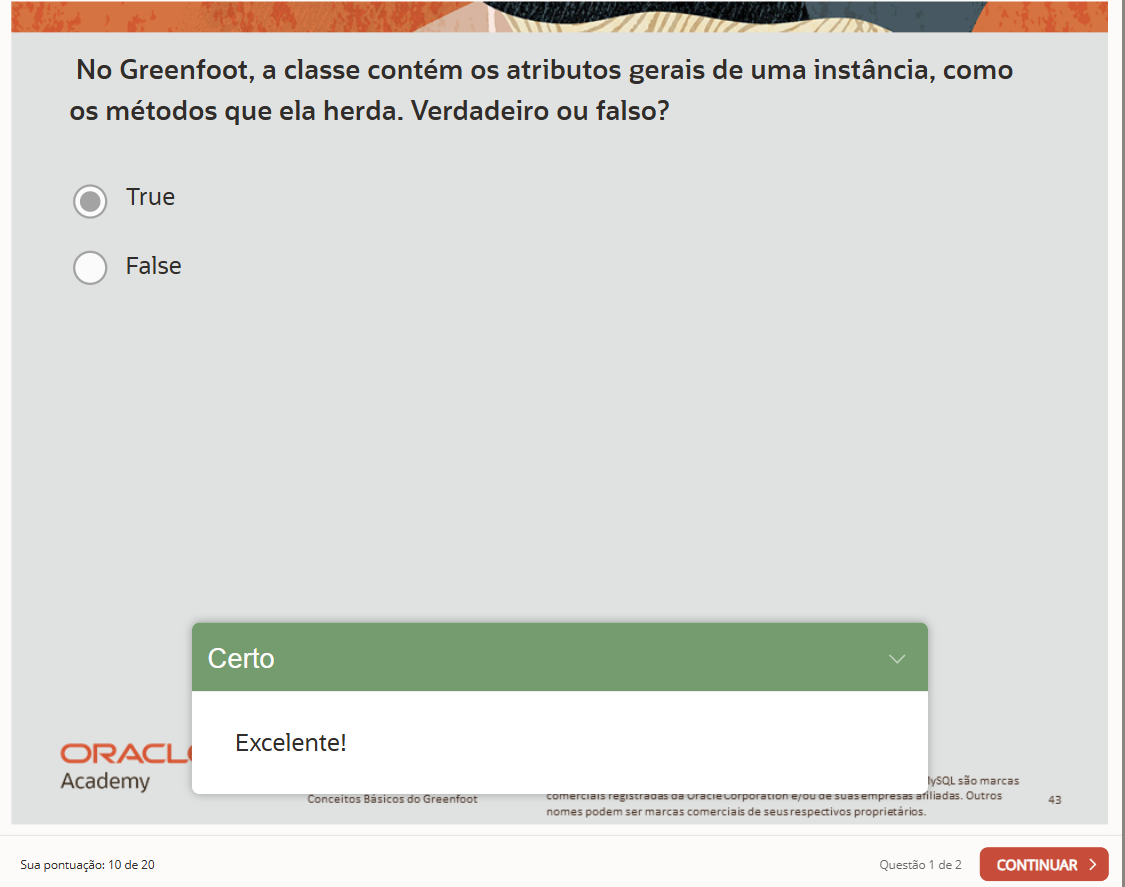 No Greenfoot, a classe contém os atributos gerais de uma instância, como
os métodos que ela herda. Verdadeiro ou falso?
True
False
Certo
Excelente!
ORACL
Academy
Conceitos Básicos do Greenfoot
MySQL são marcas
comerciais registradas da Oracle Corporation e/ou de suas empresas afiliadas. Outros
nomes podem ser marcas comerciais de seus respectivos proprietários.
43
Sua pontuação: 10 de 20
Questão 1 de 2
CONTINUAR